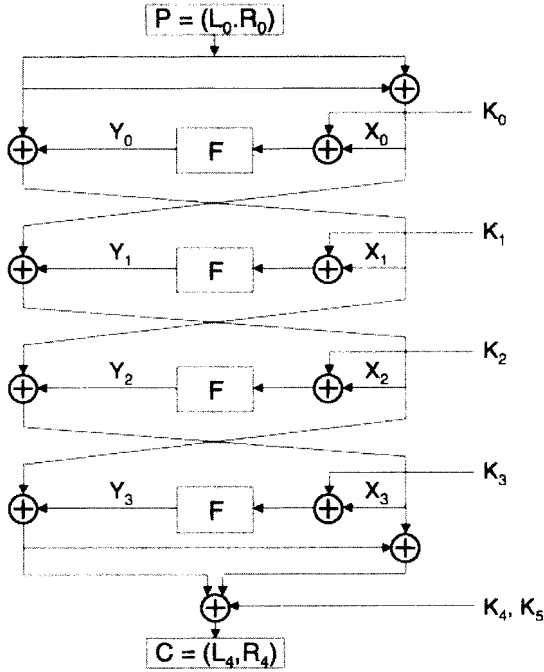 P = (L₀.R₀)
K₀
Y₀ F X₀
K₁
Y₁ F X₁
K₂
Y₂ F X₂
K₃
Y₃ F X₃
K₄, K₅
C = (L₄,R₄)